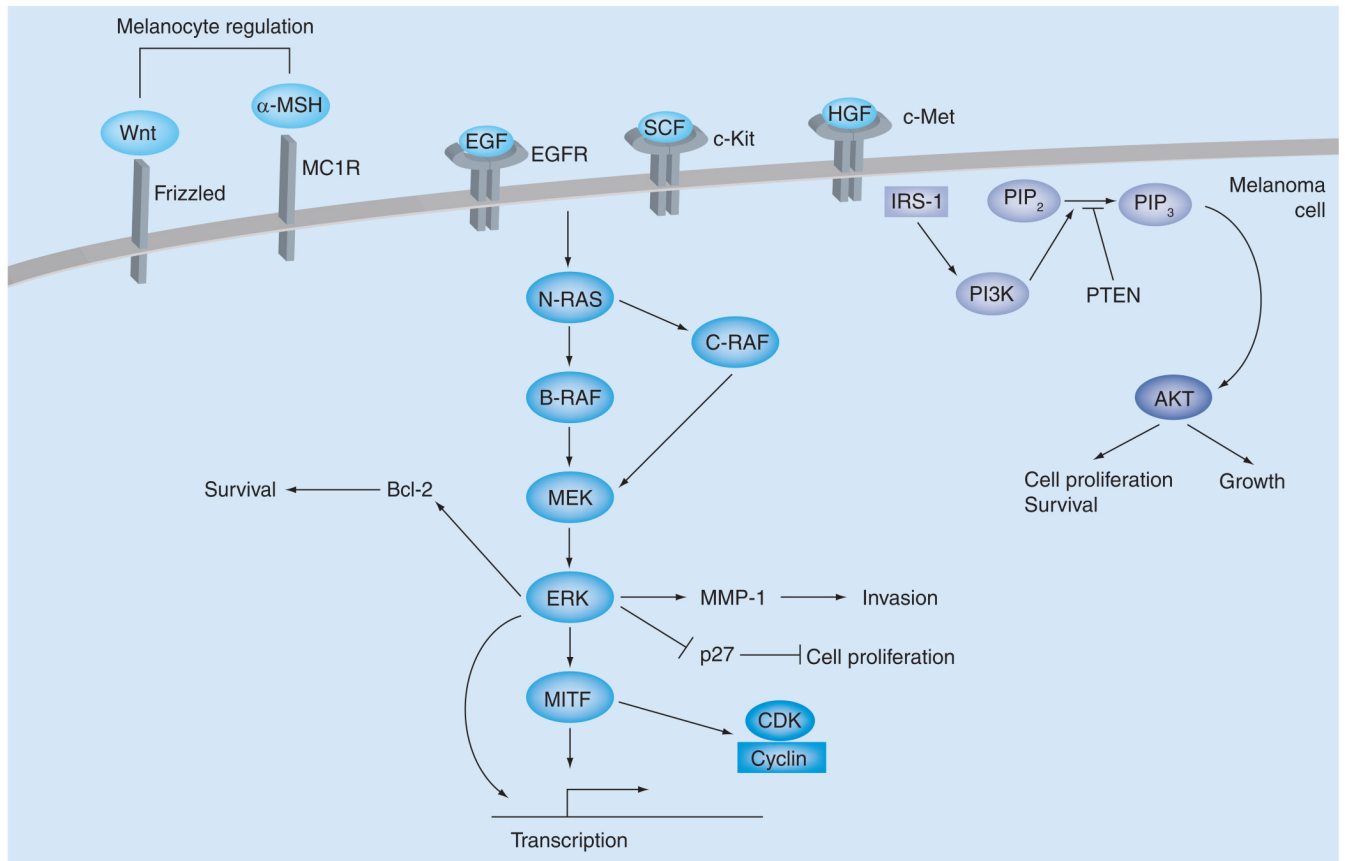 Melanocyte regulation
Wnt
α-MSH
Frizzled
MC1R
EGF
EGFR
SCF
c-Kit
HGF
c-Met
IRS-1
PIP2
PIP3
Melanoma
cell
PI3K
PTEN
N-RAS
C-RAF
B-RAF
AKT
Cell proliferation
Survival
Growth
Survival
Bcl-2
MEK
ERK
MMP-1
Invasion
p27
Cell proliferation
MITF
CDK
Cyclin
Transcription